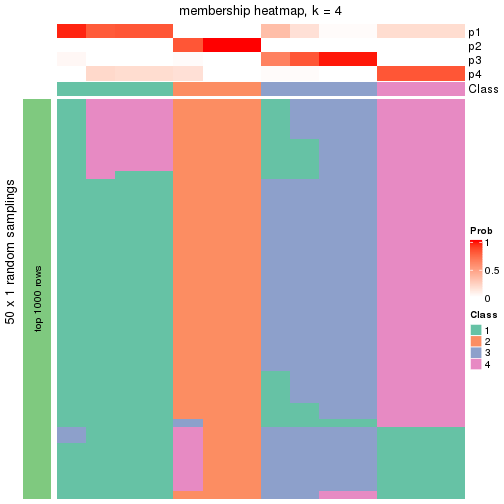 membership heatmap, k = 4
p1
p2
p3
p4
Class
50 x 1 random samplings
top 1000 rows
Prob
1
0.5
0
Class
1
2
3
4